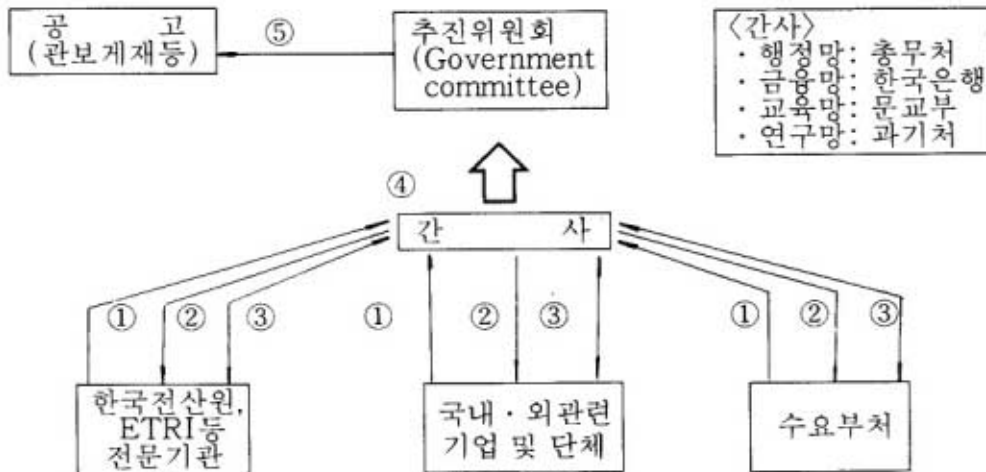 공 고
(관보게재등)
⑤
추진위원회
(Government
committee)
〈간사〉
· 행정망: 총무처
· 금융망: 한국은행
· 교육망: 문교부
· 연구망: 과기처
④
간 사
① ② ③ ① ② ③ ① ② ③
한국전산원,
ETRI등
전문기관
국내 · 외관련
기업 및 단체
수요부처